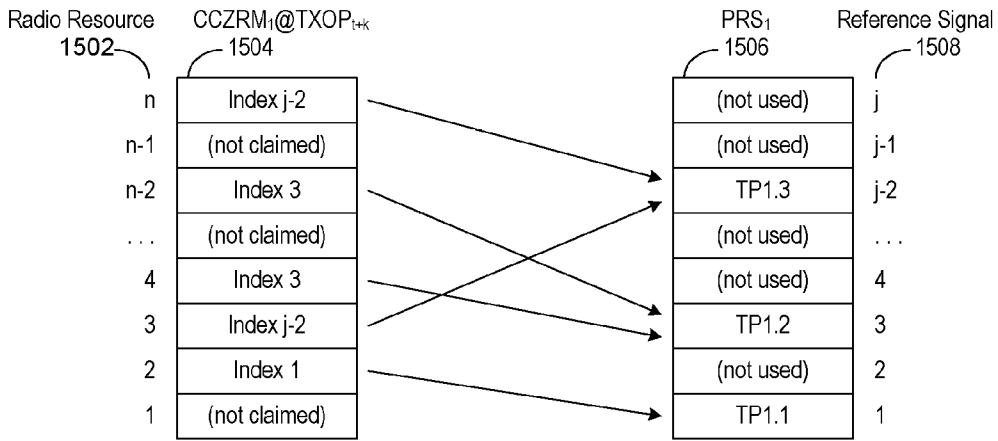 Radio Resource CCZRM₁@TXOPₜ₊ₖ PRS₁ Reference Signal
1502 1504 1506 1508
n Index j-2 (not used) j
n-1 (not claimed) (not used) j-1
n-2 Index 3 TP1.3 j-2
. . . (not claimed) (not used) . . .
4 Index 3 (not used) 4
3 Index j-2 TP1.2 3
2 Index 1 (not used) 2
1 (not claimed) TP1.1 1